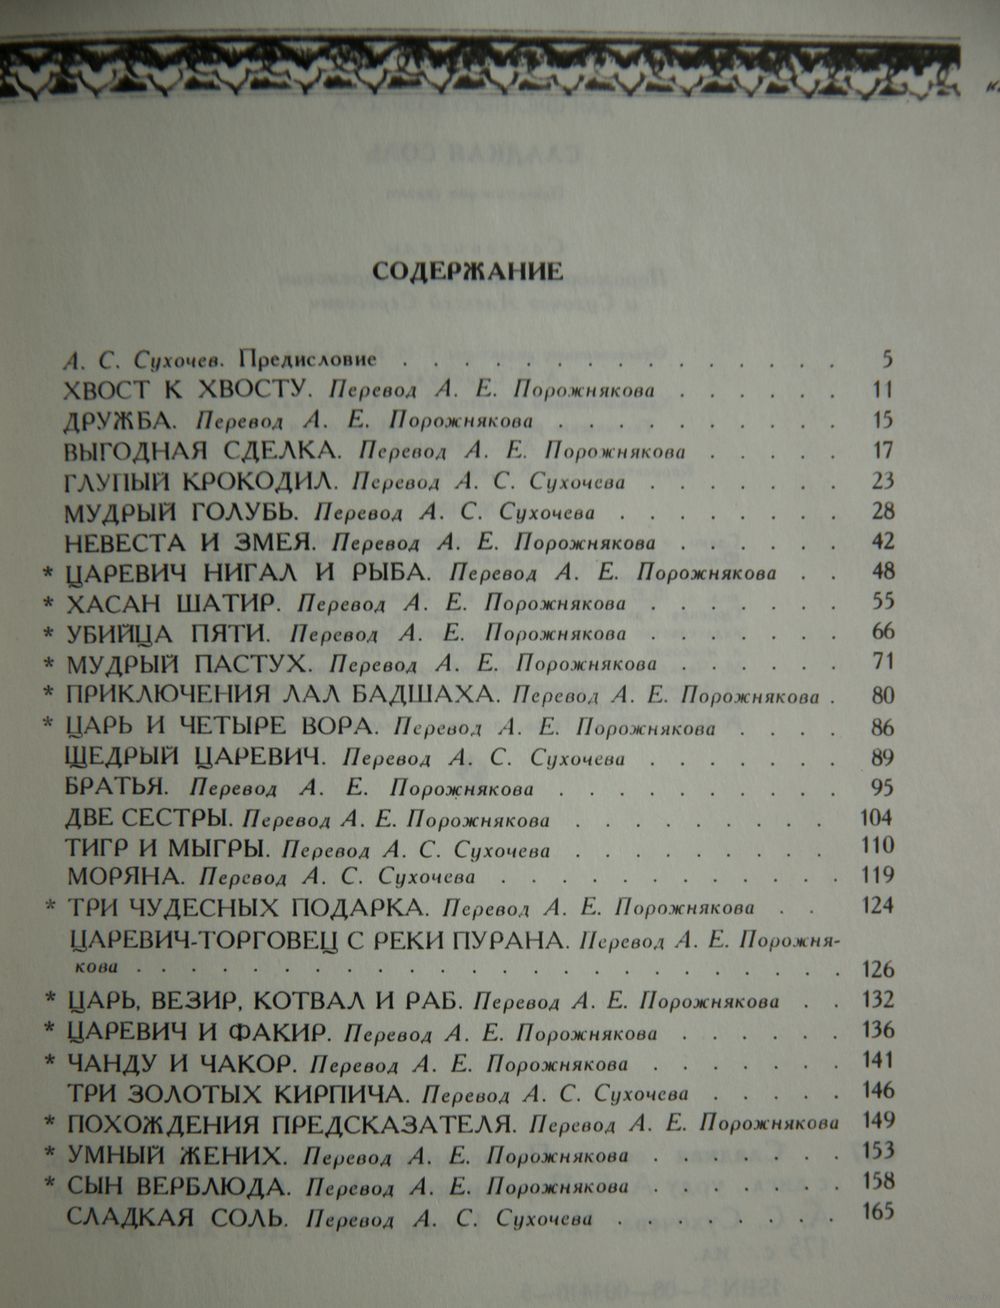 СОДЕРЖАНИЕ
А. С. Сухочев. Предисловие . . . . . . . . . . . . . . . 5
ХВОСТ К ХВОСТУ. Перевод А. Е. Порожнякова . . . . . . 11
ДРУЖБА. Перевод А. Е. Порожнякова . . . . . . . . . . 15
ВЫГОДНАЯ СДЕЛКА. Перевод А. Е. Порожнякова . . . . . 17
ГЛУПЫЙ КРОКОДИЛ. Перевод А. С. Сухочева . . . . . . . 23
МУДРЫЙ ГОЛУБЬ. Перевод А. С. Сухочева . . . . . . . . 28
НЕВЕСТА И ЗМЕЯ. Перевод А. Е. Порожнякова . . . . . . 42
* ЦАРЕВИЧ НИГАЛ И РЫБА. Перевод А. Е. Порожнякова . . 48
* ХАСАН ШАТИР. Перевод А. Е. Порожнякова . . . . . . . 55
* УБИЙЦА ПЯТИ. Перевод А. Е. Порожнякова . . . . . . . 66
* МУДРЫЙ ПАСТУХ. Перевод А. Е. Порожнякова . . . . . . 71
* ПРИКЛЮЧЕНИЯ ЛАЛ БАДШАХА. Перевод А. Е. Порожнякова . 80
* ЦАРЬ И ЧЕТЫРЕ ВОРА. Перевод А. Е. Порожнякова . . . . 86
ЩЕДРЫЙ ЦАРЕВИЧ. Перевод А. С. Сухочева . . . . . . . 89
БРАТЬЯ. Перевод А. Е. Порожнякова . . . . . . . . . . 95
ДВЕ СЕСТРЫ. Перевод А. Е. Порожнякова . . . . . . . . . 104
ТИГР И МЫГРЫ. Перевод А. С. Сухочева . . . . . . . . . 110
МОРЯНА. Перевод А. С. Сухочева . . . . . . . . . . . 119
* ТРИ ЧУДЕСНЫХ ПОДАРКА. Перевод А. Е. Порожнякова . . 124
ЦАРЕВИЧ-ТОРГОВЕЦ С РЕКИ ПУРАНА. Перевод А. Е. Порожня-
кова . . . . . . . . . . . . . . . . . . . . . . . . 126
* ЦАРЬ, ВЕЗИР, КОТВАЛ И РАБ. Перевод А. Е. Порожнякова . . 132
* ЦАРЕВИЧ И ФАКИР. Перевод А. Е. Порожнякова . . . . . . 136
* ЧАНДУ И ЧАКОР. Перевод А. Е. Порожнякова . . . . . . . 141
ТРИ ЗОЛОТЫХ КИРПИЧА. Перевод А. С. Сухочева . . . . . 146
* ПОХОЖДЕНИЯ ПРЕДСКАЗАТЕЛЯ. Перевод А. Е. Порожнякова 149
* УМНЫЙ ЖЕНИХ. Перевод А. Е. Порожнякова . . . . . . . 153
* СЫН ВЕРБЛЮДА. Перевод А. Е. Порожнякова . . . . . . . 158
СЛАДКАЯ СОЛЬ. Перевод А. С. Сухочева . . . . . . . . 165